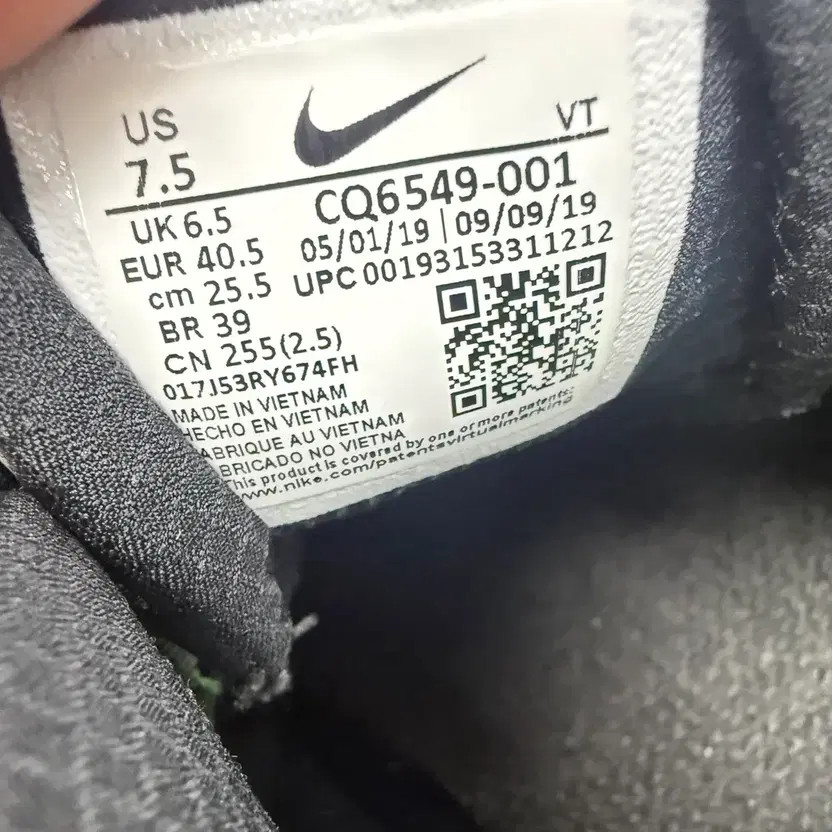 US
7.5
VT
UK 6.5
EUR 40.5
cm 25.5
BR 39
CN 255(2.5)
CQ6549-001
05/01/19 | 09/09/19
UPC 00193153311212
017J53RY674FH
MADE IN VIETNAM
HECHO EN VIETNAM
ABRIQUE AU VIETNAM
BRICADO NO VIETNA
This product is covered by one or more patents:
www.nike.com/patentsvirtualmarking